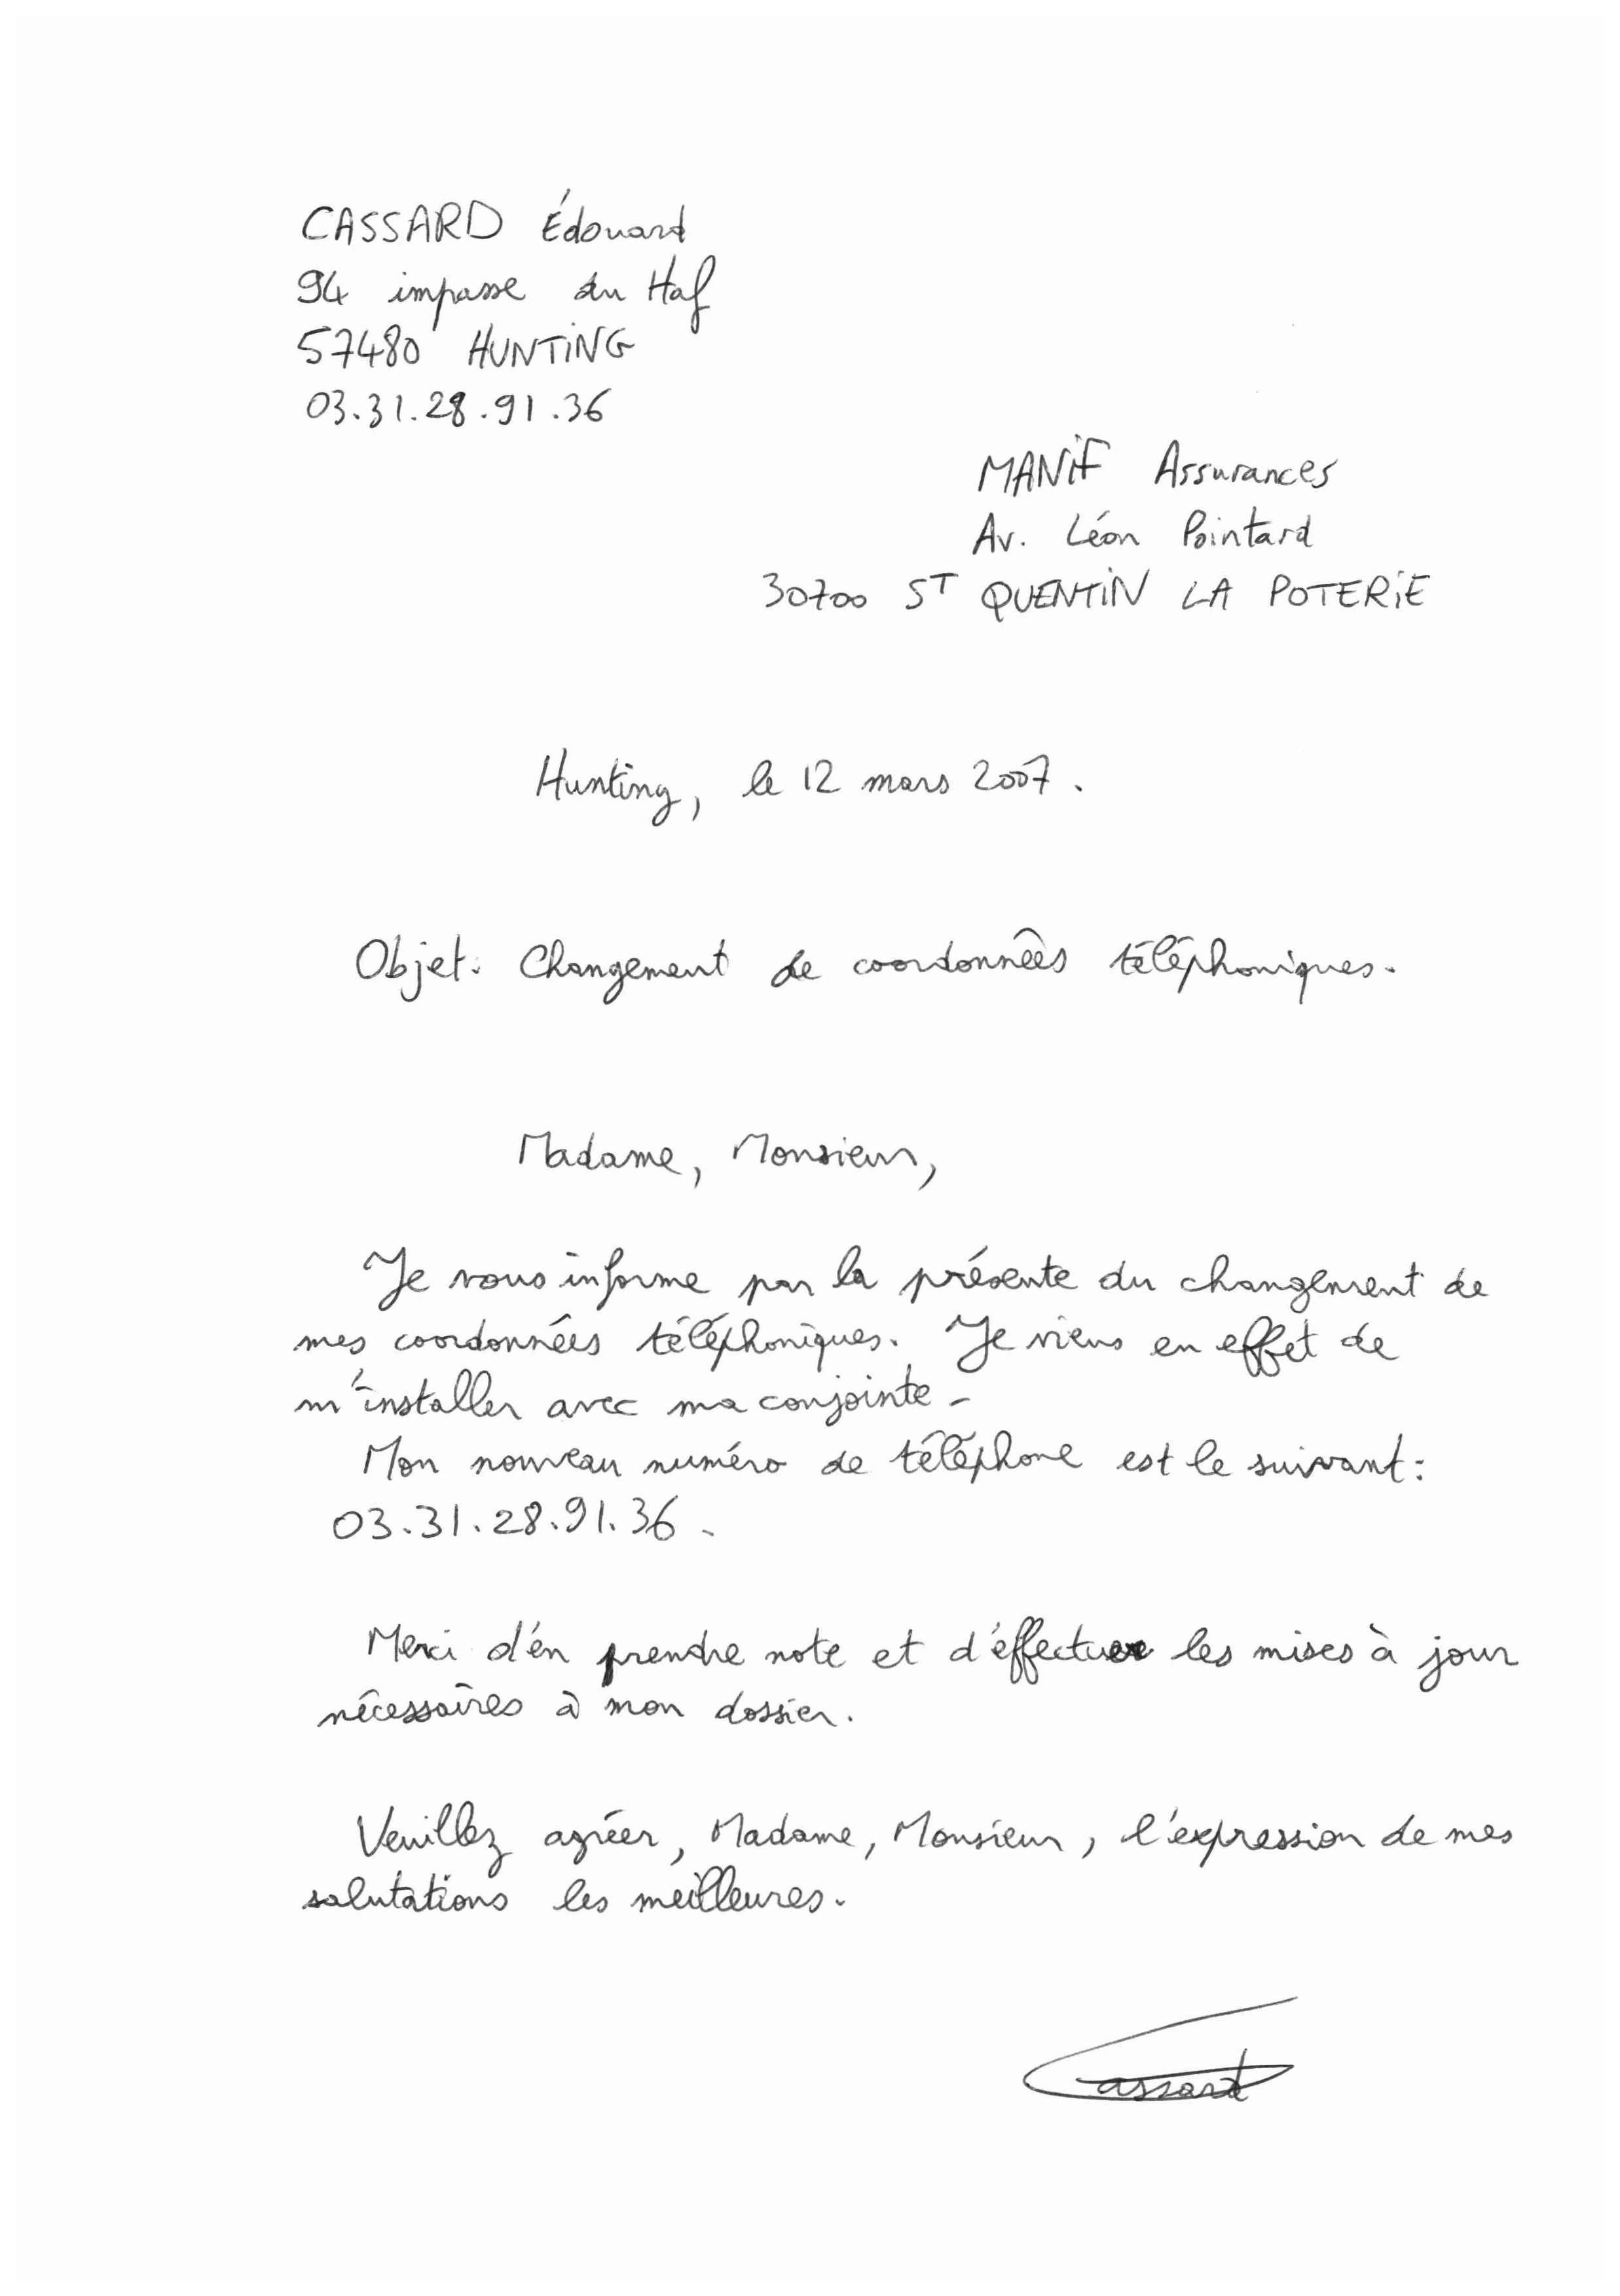 CASSARD Édouard
94 impasse du Haf
57480 HUNTING
03.31.28.91.36
MANIF Assurances
Av. Léon Pointard
30700 ST QUENTIN LA POTERIE
Hunting, le 12 mars 2007.
Objet: Changement de coordonnées téléphoniques.
Madame, Monsieur,
Je vous informe par la présente du changement de
mes coordonnées téléphoniques. Je viens en effet de
m'installer avec ma conjointe.
Mon nouveau numéro de téléphone est le suivant:
03.31.28.91.36.
Merci d'en prendre note et d'effectuer les mises à jour
nécessaires à mon dossier.
Veuillez agréer, Madame, Monsieur, l'expression de mes
salutations les meilleures.
Cassard